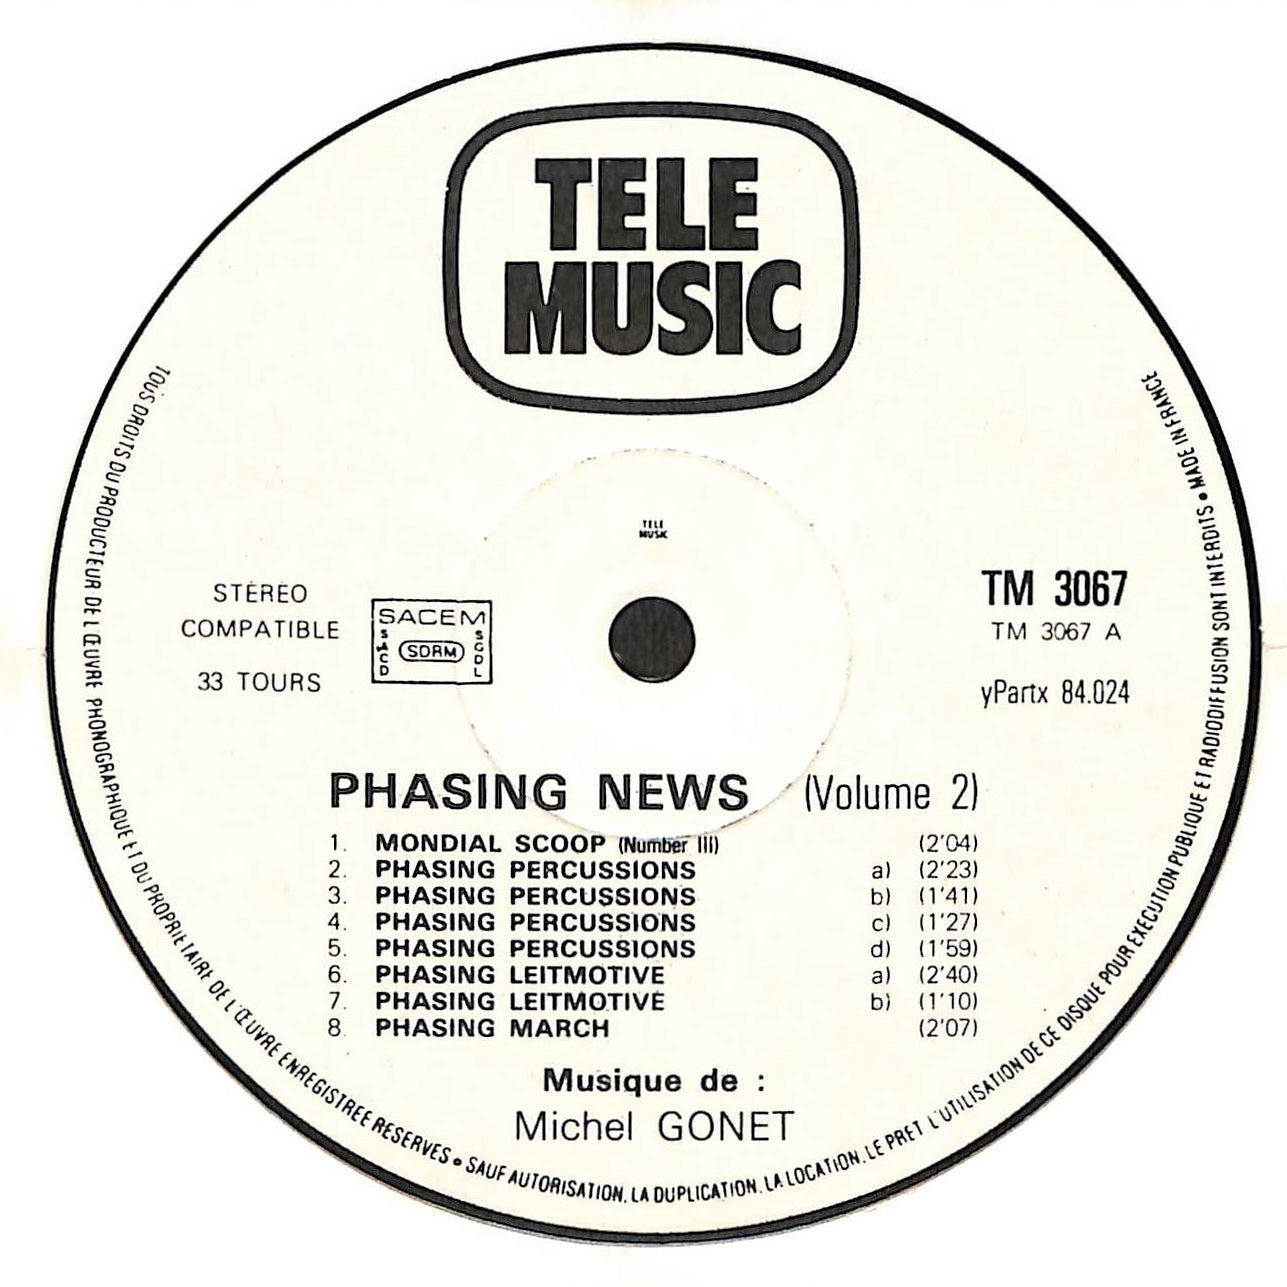 TELE
MUSIC
TELE
MUSIC
STÉRÉO
COMPATIBLE
33 TOURS
SACEM
SACD
SDRM
SGDL
TM 3067
TM 3067 A
yPartx 84.024
PHASING NEWS (Volume 2)
1. MONDIAL SCOOP (Number III) (2'04)
2. PHASING PERCUSSIONS a) (2'23)
3. PHASING PERCUSSIONS b) (1'41)
4. PHASING PERCUSSIONS c) (1'27)
5. PHASING PERCUSSIONS d) (1'59)
6. PHASING LEITMOTIVE a) (2'40)
7. PHASING LEITMOTIVE b) (1'10)
8. PHASING MARCH (2'07)
Musique de :
Michel GONET
TOUS DROITS DU PRODUCTEUR DE L'ŒUVRE PHONOGRAPHIQUE ET DU PROPRIÉTAIRE DE L'ŒUVRE ENREGISTRÉE RESERVES • SAUF AUTORISATION, LA DUPLICATION, LA LOCATION, LE PRET L'UTILISATION DE CE DISQUE POUR EXECUTION PUBLIQUE ET RADIODIFFUSION SONT INTERDITS • MADE IN FRANCE